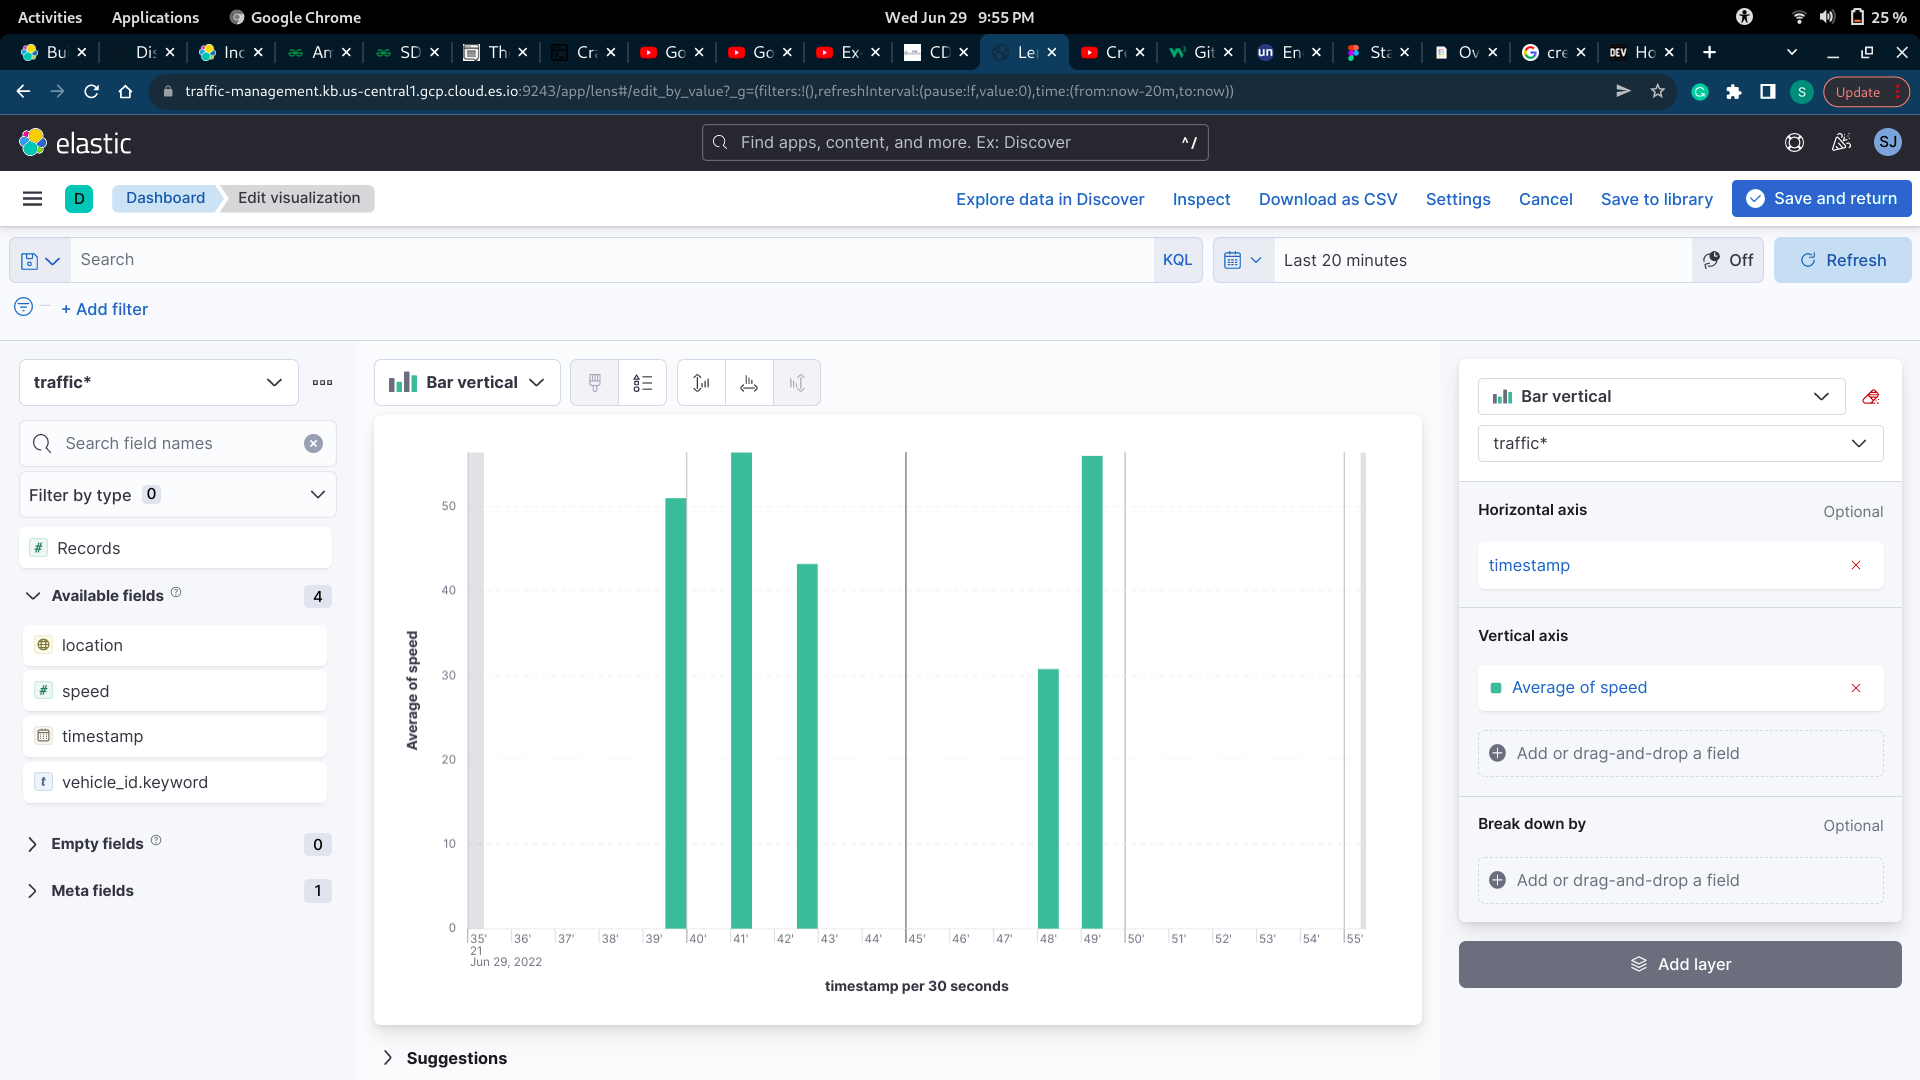 Activities Applications Google Chrome Wed Jun 29 9:55 PM 25 %
Bu Dis Inc An SD Th Cra Go Go Ex- CD Ler Cre Git En Sta Ov cre DEV Ho
traffic-management.kb.us-central1.gcp.cloud.es.io:9243/app/lens#/edit_by_value?_g=(filters:!(),refreshInterval:(pause:!f,value:0),time:(from:now-20m,to:now)) S Update
elastic Find apps, content, and more. Ex: Discover ^/ SJ
D Dashboard Edit visualization Explore data in Discover Inspect Download as CSV Settings Cancel Save to library Save and return
Search KQL Last 20 minutes Off Refresh
+ Add filter
traffic*
Search field names
Filter by type 0
# Records
Available fields 4
location
# speed
timestamp
t vehicle_id.keyword
Empty fields 0
Meta fields 1
Bar vertical
Average of speed
50
40
30
20
10
0
35' 36' 37' 38' 39' 40' 41' 42' 43' 44' 45' 46' 47' 48' 49' 50' 51' 52' 53' 54' 55'
21
Jun 29, 2022
timestamp per 30 seconds
Suggestions
Bar vertical
traffic*
Horizontal axis Optional
timestamp
Vertical axis
Average of speed
Add or drag-and-drop a field
Break down by Optional
Add or drag-and-drop a field
Add layer